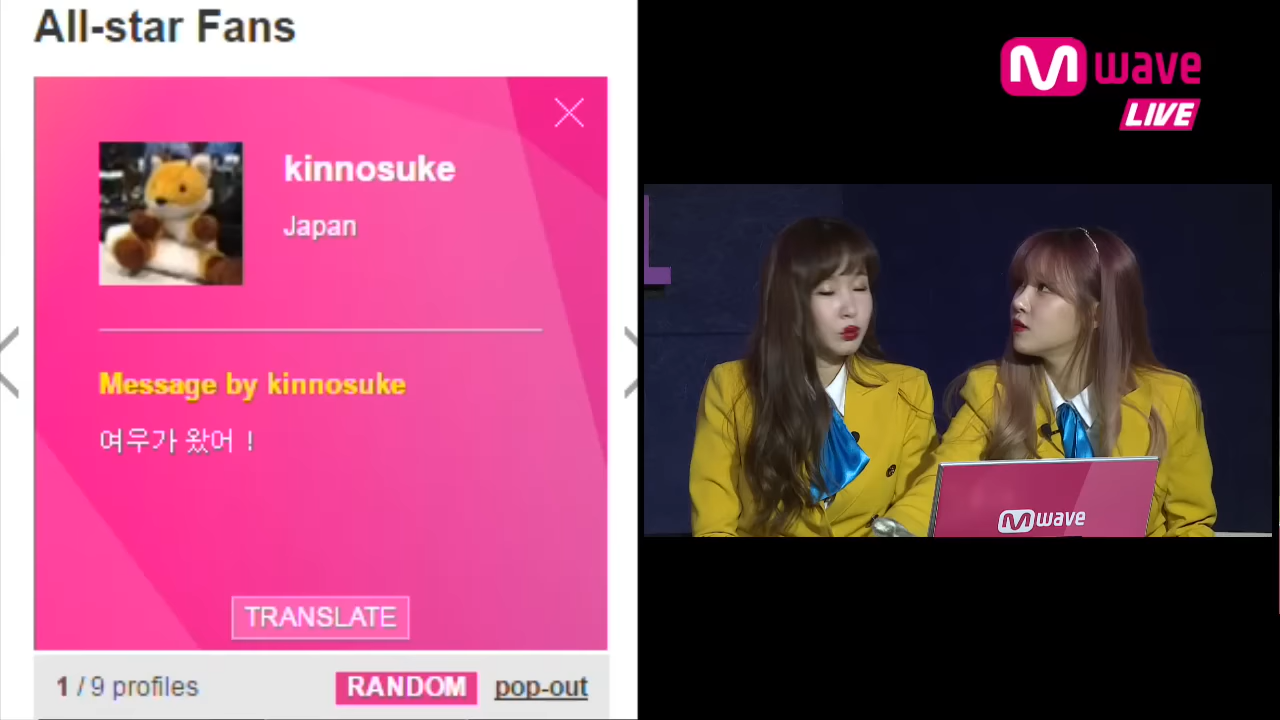 All-star Fans
kinnosuke
Japan
Message by kinnosuke
여우가 왔어 !
TRANSLATE
1 / 9 profiles
RANDOM
pop-out
M wave
LIVE
L
M wave